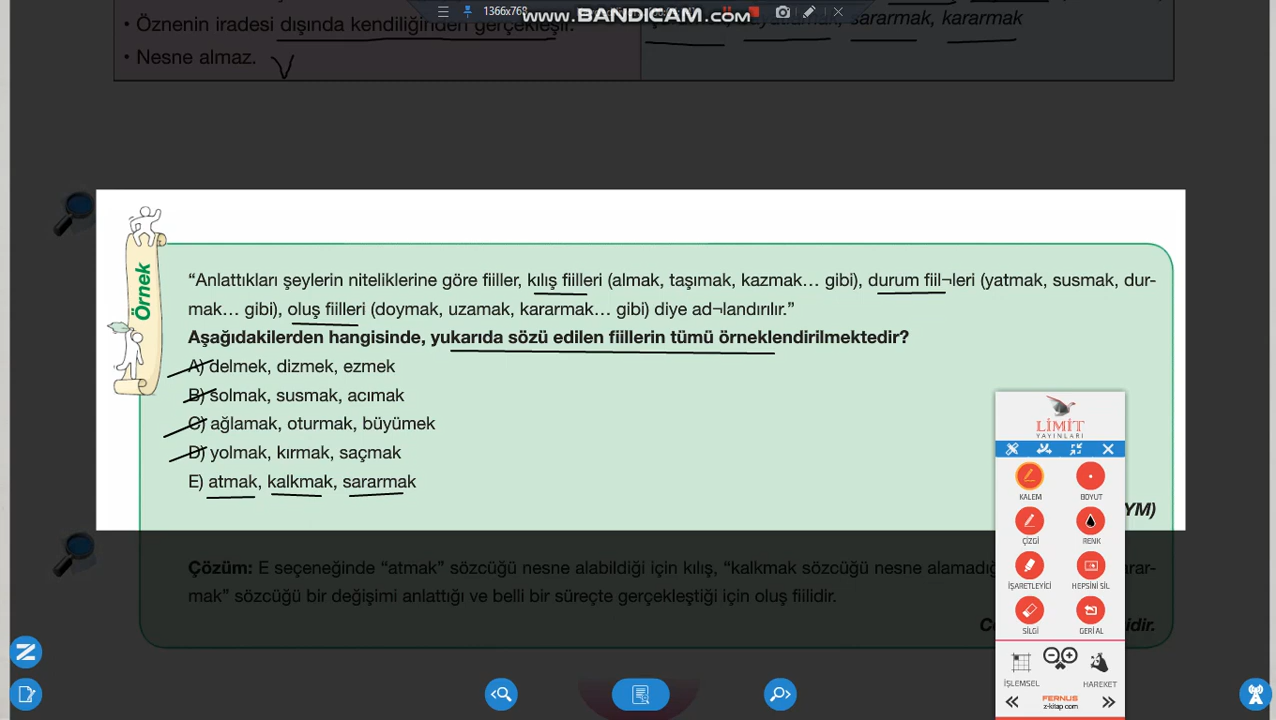 1366x768
www.BANDICAM.com
• Öznenin iradesi dışında kendiliğinden gerçekleşir.
sararmak, kararmak
• Nesne almaz.
Örnek
“Anlattıkları şeylerin niteliklerine göre fiiller, kılış fiilleri (almak, taşımak, kazmak... gibi), durum fiil¬leri (yatmak, susmak, dur-
mak... gibi), oluş fiilleri (doymak, uzamak, kararmak... gibi) diye ad¬landırılır.”
Aşağıdakilerden hangisinde, yukarıda sözü edilen fiillerin tümü örneklendirilmektedir?
A) delmek, dizmek, ezmek
B) solmak, susmak, acımak
C) ağlamak, oturmak, büyümek
D) yolmak, kırmak, saçmak
E) atmak, kalkmak, sararmak
YM)
Çözüm: E seçeneğinde “atmak” sözcüğü nesne alabildiği için kılış, “kalkmak sözcüğü nesne
mak” sözcüğü bir değişimi anlattığı ve belli bir süreçte gerçekleştiği için oluş fiilidir.
LİMİT
YAYINLARI
KALEM
BOYUT
ÇİZGİ
RENK
İŞARETLEYİCİ
HEPSİNİ SİL
SİLGİ
GERİ AL
İŞLEMSEL
HAREKET
FERNUS
z-kitap.com